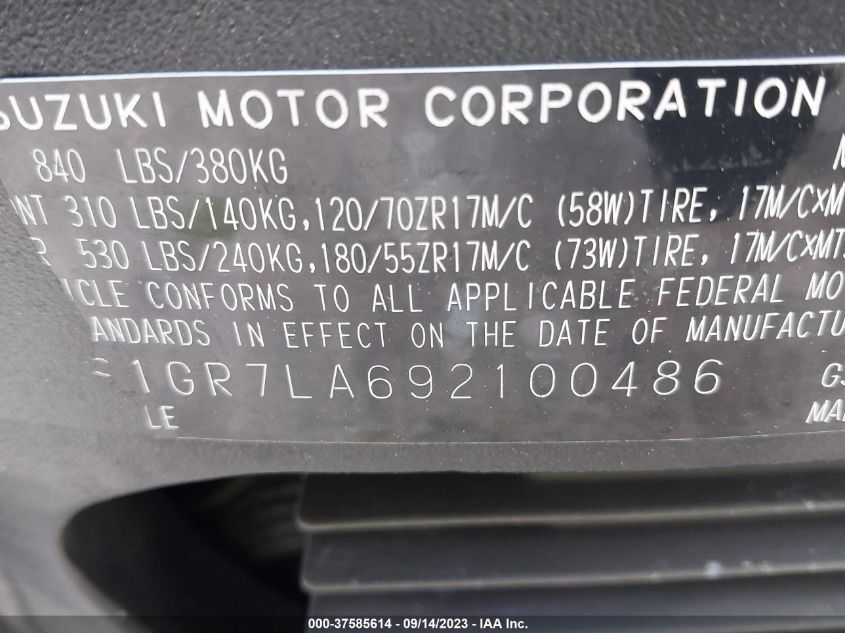 SUZUKI MOTOR CORPORATION
840 LBS/380KG
NT 310 LBS/140KG,120/70ZR17M/C (58W)TIRE, 17M/C×M
R 530 LBS/240KG,180/55ZR17M/C (73W)TIRE, 17M/C×MT
ICLE CONFORMS TO ALL APPLICABLE FEDERAL MO
ANDARDS IN EFFECT ON THE DATE OF MANUFACTU
1GR7LA692100486 GS
LE MA
000-37585614 - 09/14/2023 - IAA Inc.